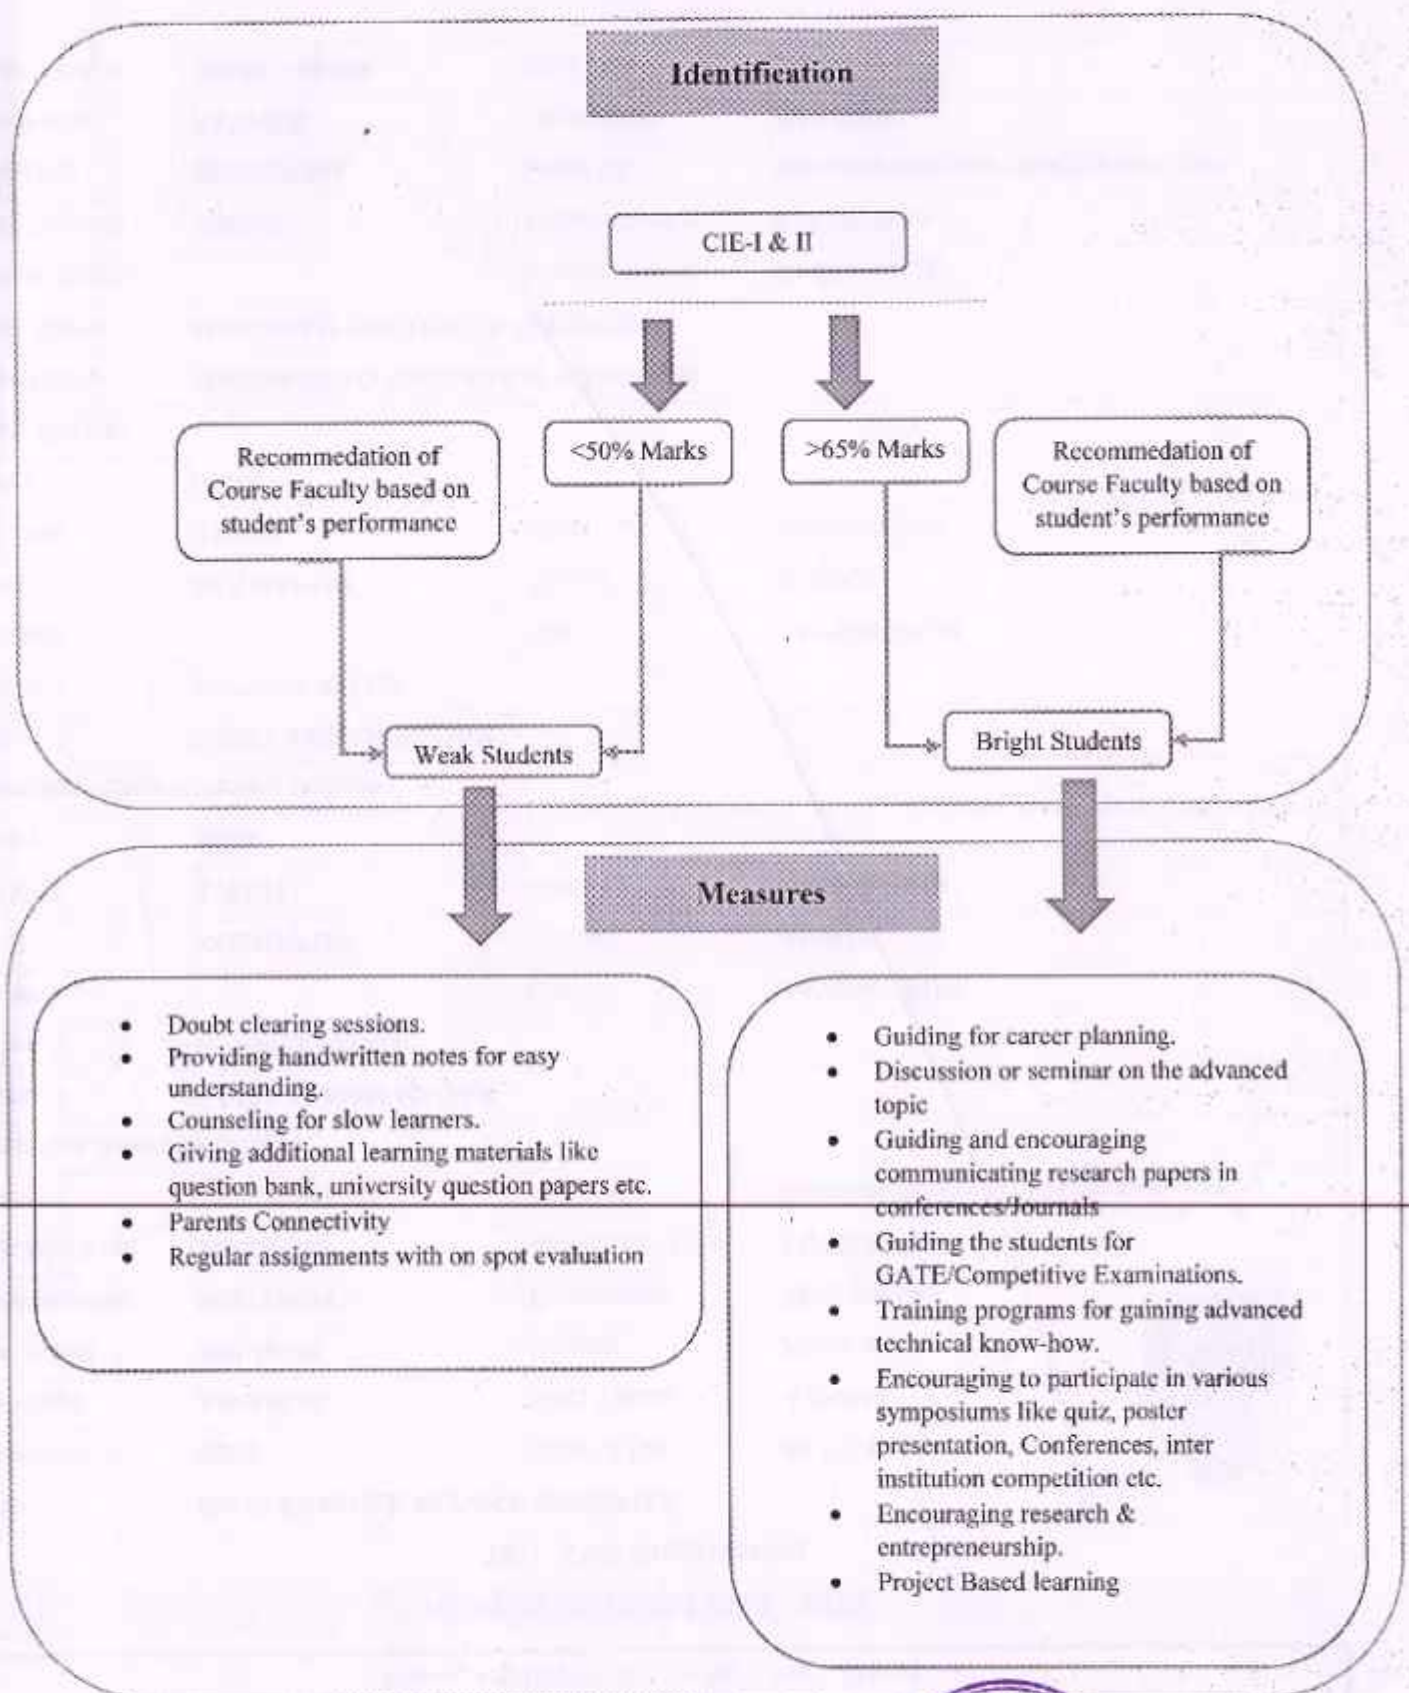 Identification
CIE-I & II
<50% Marks
>65% Marks
Recommedation of
Course Faculty based on
student's performance
Recommedation of
Course Faculty based on
student's performance
Weak Students
Bright Students
Measures
• Doubt clearing sessions.
• Providing handwritten notes for easy
understanding.
• Counseling for slow learners.
• Giving additional learning materials like
question bank, university question papers etc.
• Parents Connectivity
• Regular assignments with on spot evaluation
• Guiding for career planning.
• Discussion or seminar on the advanced
topic
• Guiding and encouraging
communicating research papers in
conferences/Journals
• Guiding the students for
GATE/Competitive Examinations.
• Training programs for gaining advanced
technical know-how.
• Encouraging to participate in various
symposiums like quiz, poster
presentation, Conferences, inter
institution competition etc.
• Encouraging research &
entrepreneurship.
• Project Based learning